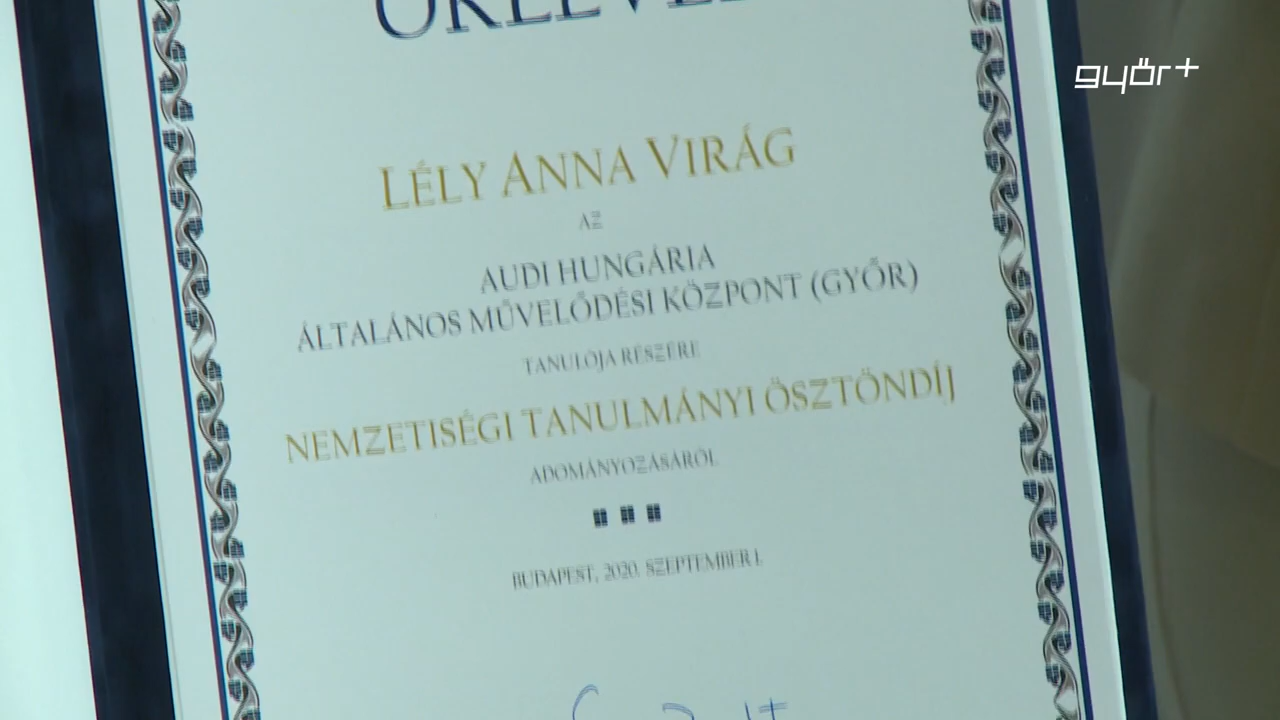 OKLEVÉL
győr+
LÉLY ANNA VIRÁG
AZ
AUDI HUNGÁRIA
ÁLTALÁNOS MŰVELŐDÉSI KÖZPONT (GYŐR)
TANULÓJA RÉSZÉRE
NEMZETISÉGI TANULMÁNYI ÖSZTÖNDÍJ
ADOMÁNYOZÁSÁRÓL
BUDAPEST, 2020. SZEPTEMBER 1.